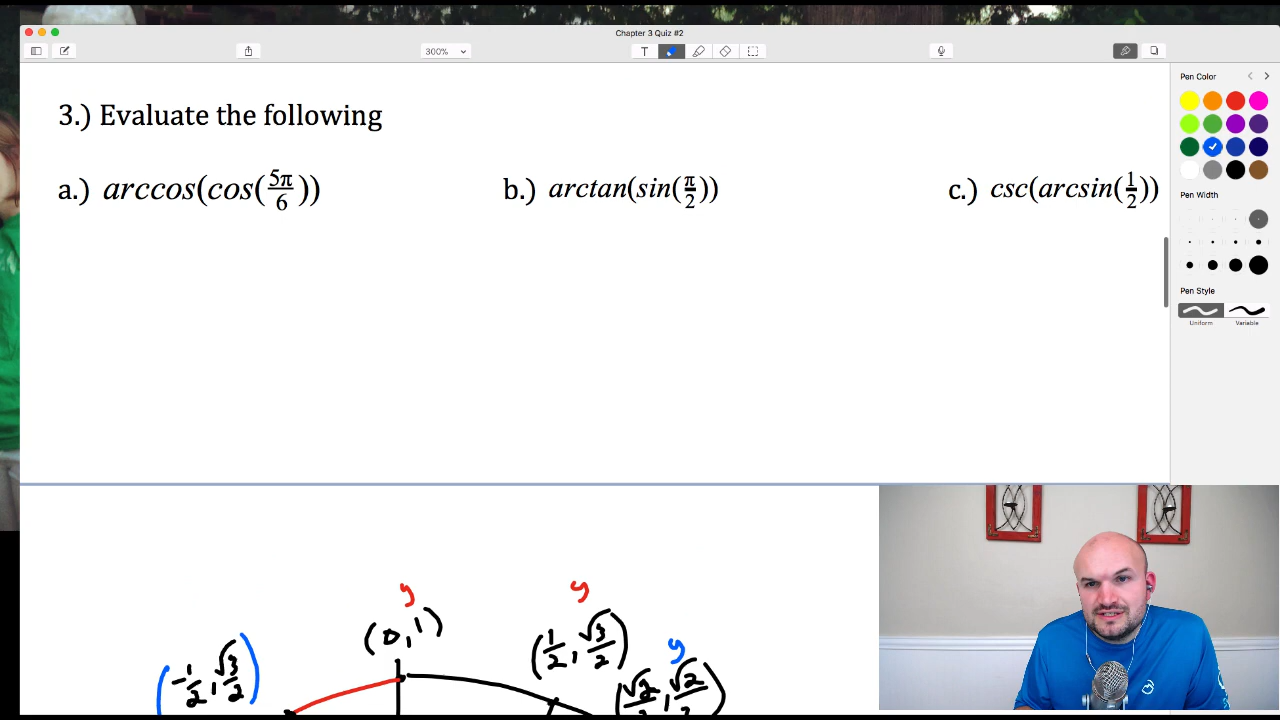 Chapter 3 Quiz #2
300%
T
Pen Color
3.) Evaluate the following
a.) arccos(cos(5π/6))
b.) arctan(sin(π/2))
c.) csc(arcsin(1/2))
Pen Width
Pen Style
Uniform Variable
y
y
(0,1)
(1/2, √3/2)
y
(-1/2, √3/2)